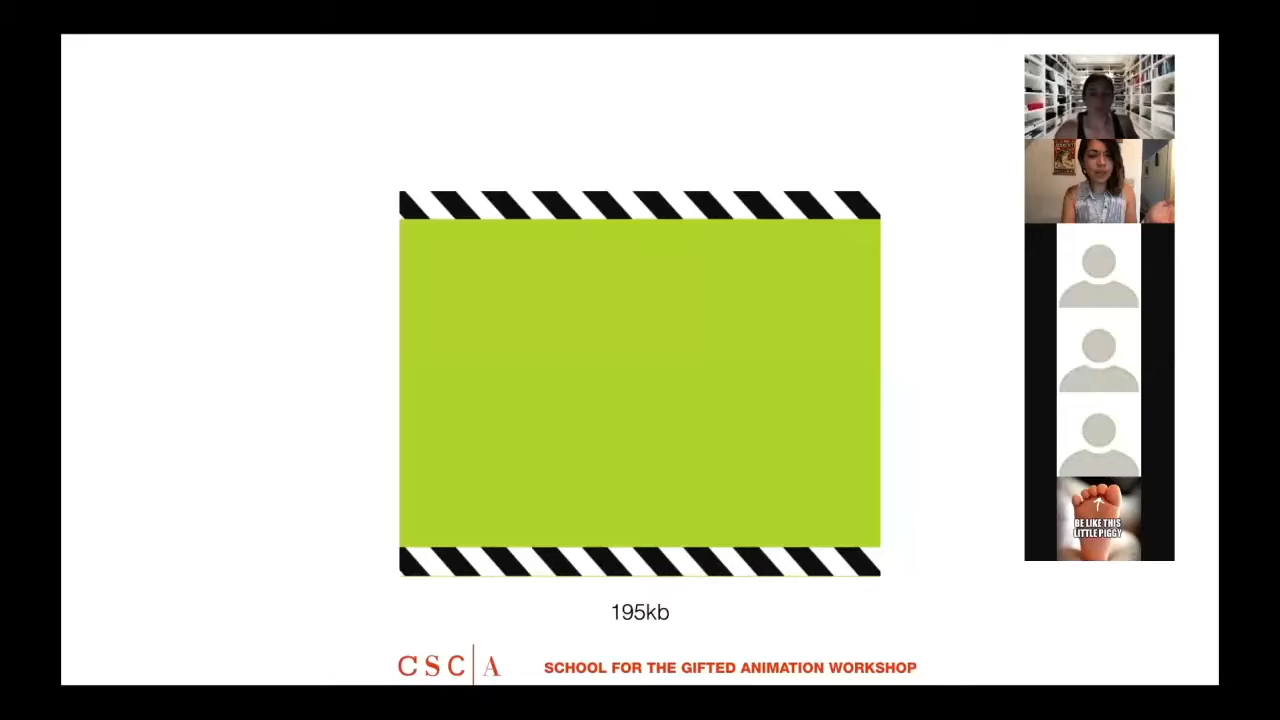 BE LIKE THIS
LITTLE PIGGY
195kb
CSC|A
SCHOOL FOR THE GIFTED ANIMATION WORKSHOP